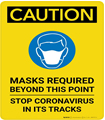 CAUTION
MASKS REQUIRED
BEYOND THIS POINT
STOP CORONAVIRUS
IN ITS TRACKS